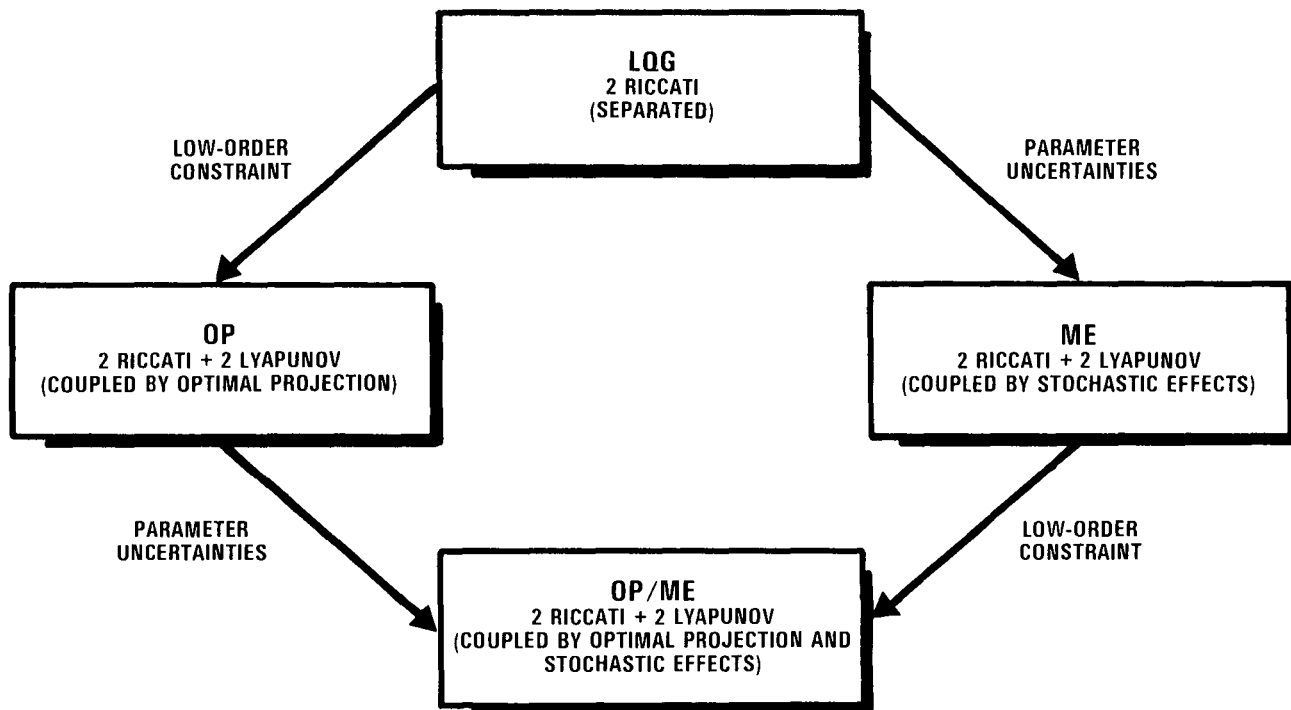 LQG
2 RICCATI
(SEPARATED)
LOW-ORDER
CONSTRAINT
PARAMETER
UNCERTAINTIES
OP
2 RICCATI + 2 LYAPUNOV
(COUPLED BY OPTIMAL PROJECTION)
ME
2 RICCATI + 2 LYAPUNOV
(COUPLED BY STOCHASTIC EFFECTS)
PARAMETER
UNCERTAINTIES
LOW-ORDER
CONSTRAINT
OP/ME
2 RICCATI + 2 LYAPUNOV
(COUPLED BY OPTIMAL PROJECTION AND
STOCHASTIC EFFECTS)